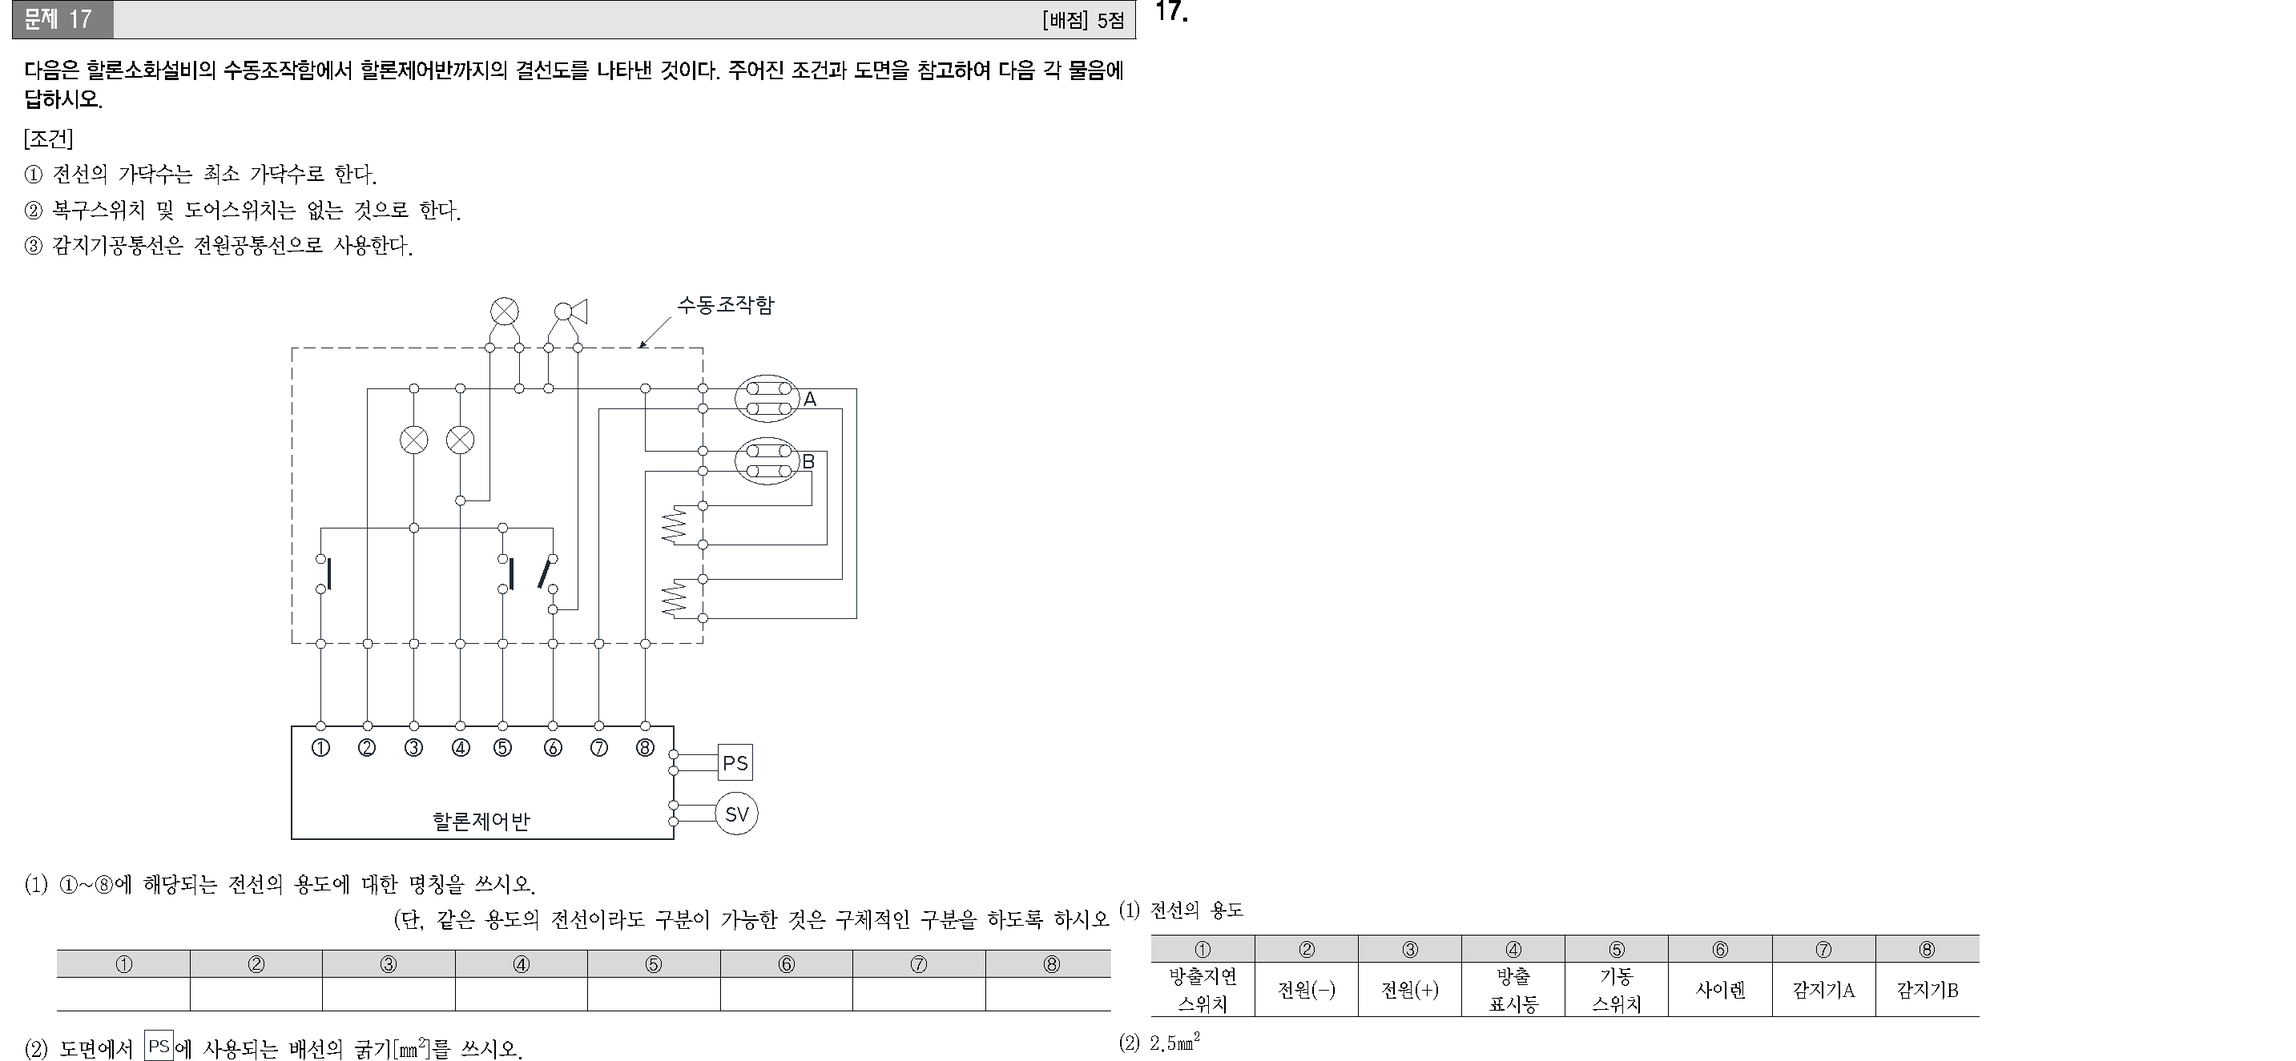 문제 17
[배점] 5점
17.
다음은 할론소화설비의 수동조작함에서 할론제어반까지의 결선도를 나타낸 것이다. 주어진 조건과 도면을 참고하여 다음 각 물음에
답하시오.
[조건]
① 전선의 가닥수는 최소 가닥수로 한다.
② 복구스위치 및 도어스위치는 없는 것으로 한다.
③ 감지기공통선은 전원공통선으로 사용한다.
수동조작함
A
B
① ② ③ ④ ⑤ ⑥ ⑦ ⑧
PS
SV
할론제어반
(1) ①~⑧에 해당되는 전선의 용도에 대한 명칭을 쓰시오.
(단, 같은 용도의 전선이라도 구분이 가능한 것은 구체적인 구분을 하도록 하시오
① ② ③ ④ ⑤ ⑥ ⑦ ⑧
(2) 도면에서 PS에 사용되는 배선의 굵기[㎟]를 쓰시오.
(1) 전선의 용도
① ② ③ ④ ⑤ ⑥ ⑦ ⑧
방출지연 스위치 전원(−) 전원(+) 방출 표시등 기동 스위치 사이렌 감지기A 감지기B
(2) 2.5㎟